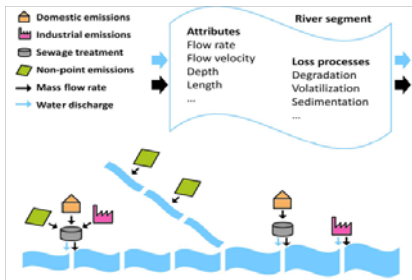 Domestic emissions
Industrial emissions
Sewage treatment
Non-point emissions
Mass flow rate
Water discharge
River segment
Attributes
Flow rate
Flow velocity
Depth
Length
...
Loss processes
Degradation
Volatilization
Sedimentation
...